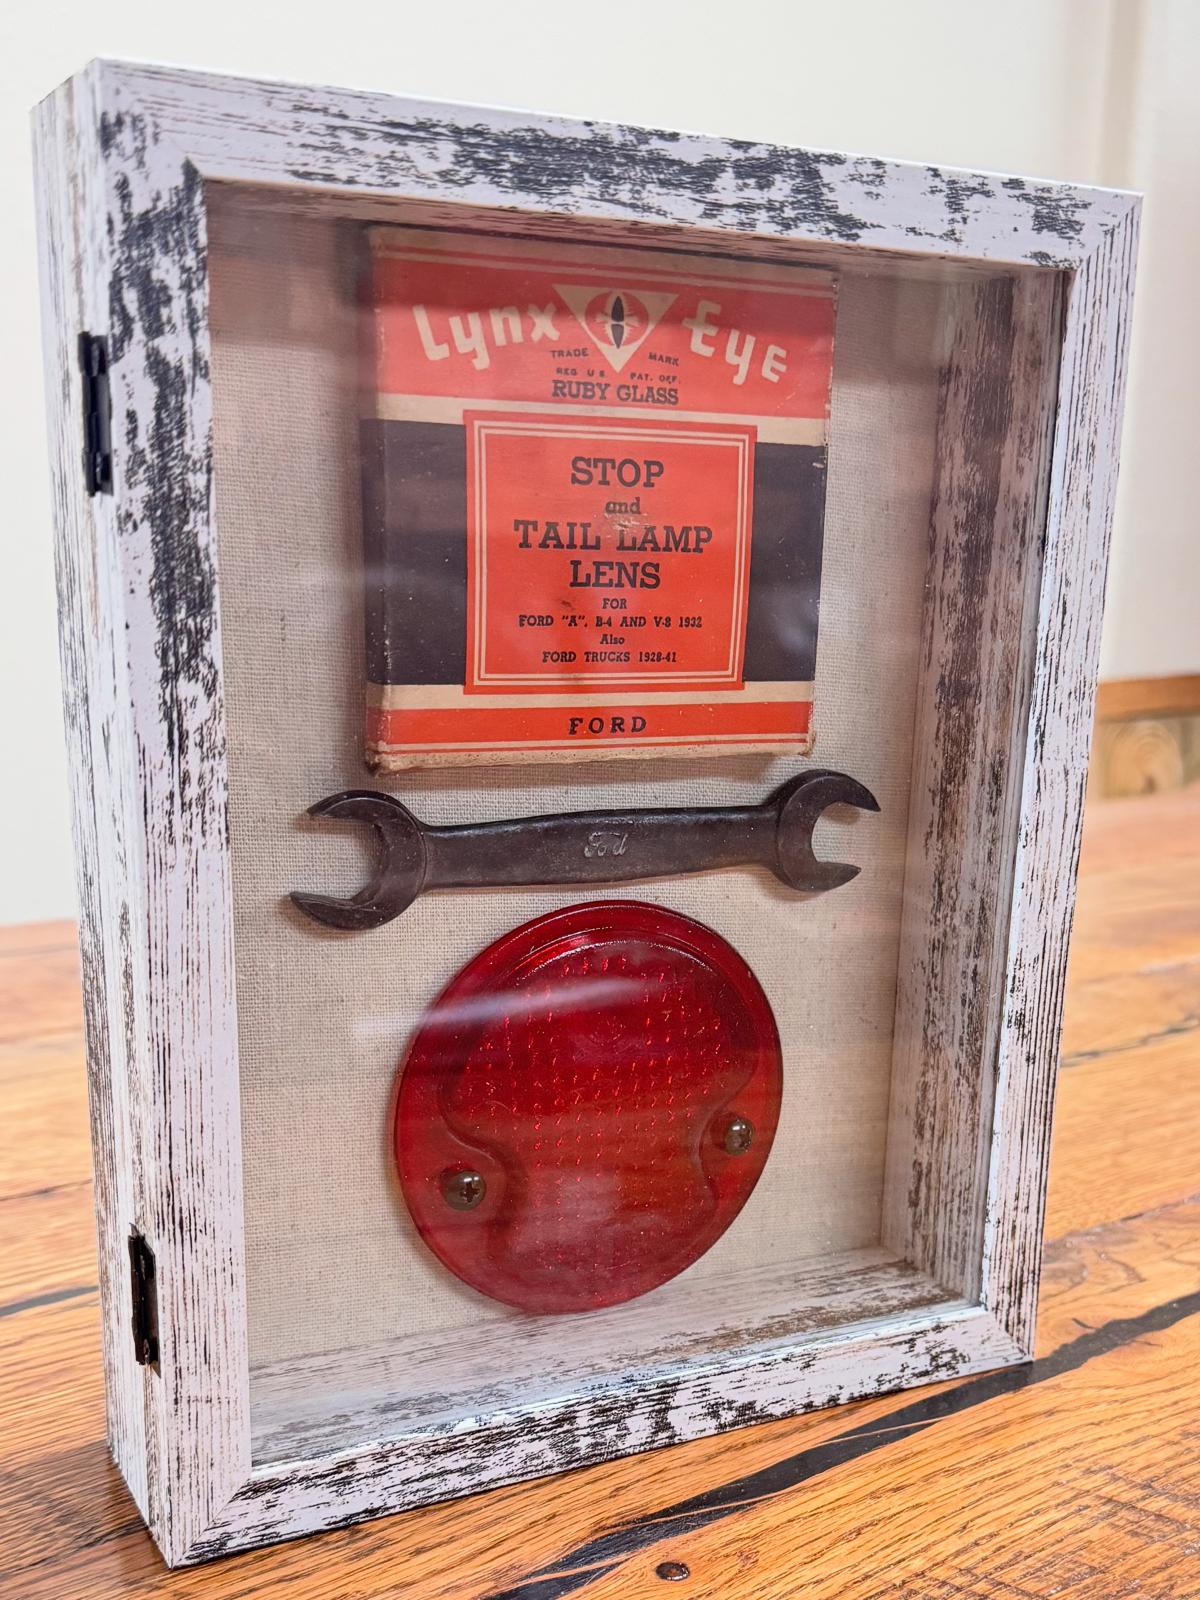 Lynx Eye
TRADE MARK
REG U S PAT. OFF.
RUBY GLASS
STOP
and
TAIL LAMP
LENS
FOR
FORD "A", B-4 AND V-8 1932
Also
FORD TRUCKS 1928-41
FORD
Ford